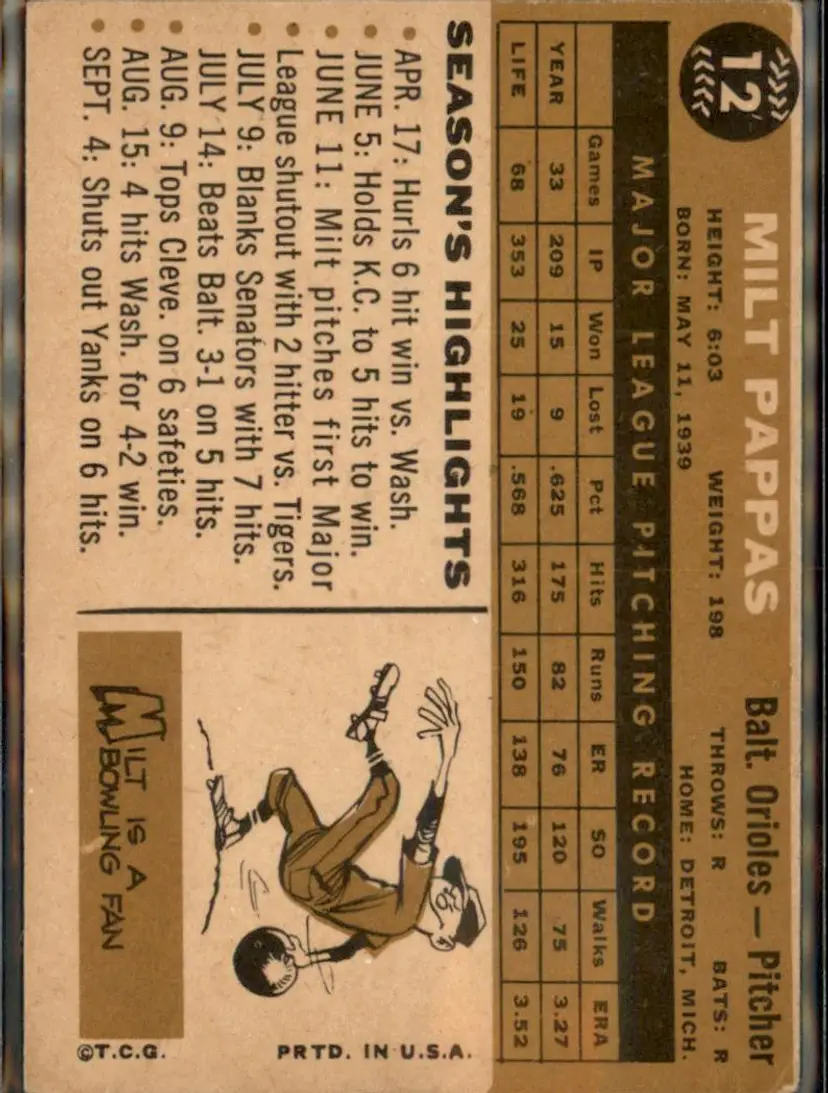 12
MILT PAPPAS Balt. Orioles — Pitcher
HEIGHT: 6:03 WEIGHT: 198 THROWS: R BATS: R
BORN: MAY 11, 1939 HOME: DETROIT, MICH.
MAJOR LEAGUE PITCHING RECORD
Games IP Won Lost Pct Hits Runs ER SO Walks ERA
YEAR 33 209 15 9 .625 175 82 76 120 75 3.27
LIFE 68 353 25 19 .568 316 150 138 195 126 3.52
SEASON'S HIGHLIGHTS
• APR. 17: Hurls 6 hit win vs. Wash.
• JUNE 5: Holds K.C. to 5 hits to win.
• JUNE 11: Milt pitches first Major
League shutout with 2 hitter vs. Tigers.
• JULY 9: Blanks Senators with 7 hits.
JULY 14: Beats Balt. 3-1 on 5 hits.
• AUG. 9: Tops Cleve. on 6 safeties.
• AUG. 15: 4 hits Wash. for 4-2 win.
• SEPT. 4: Shuts out Yanks on 6 hits.
MILT IS A
BOWLING FAN
PRTD. IN U.S.A.
©T.C.G.